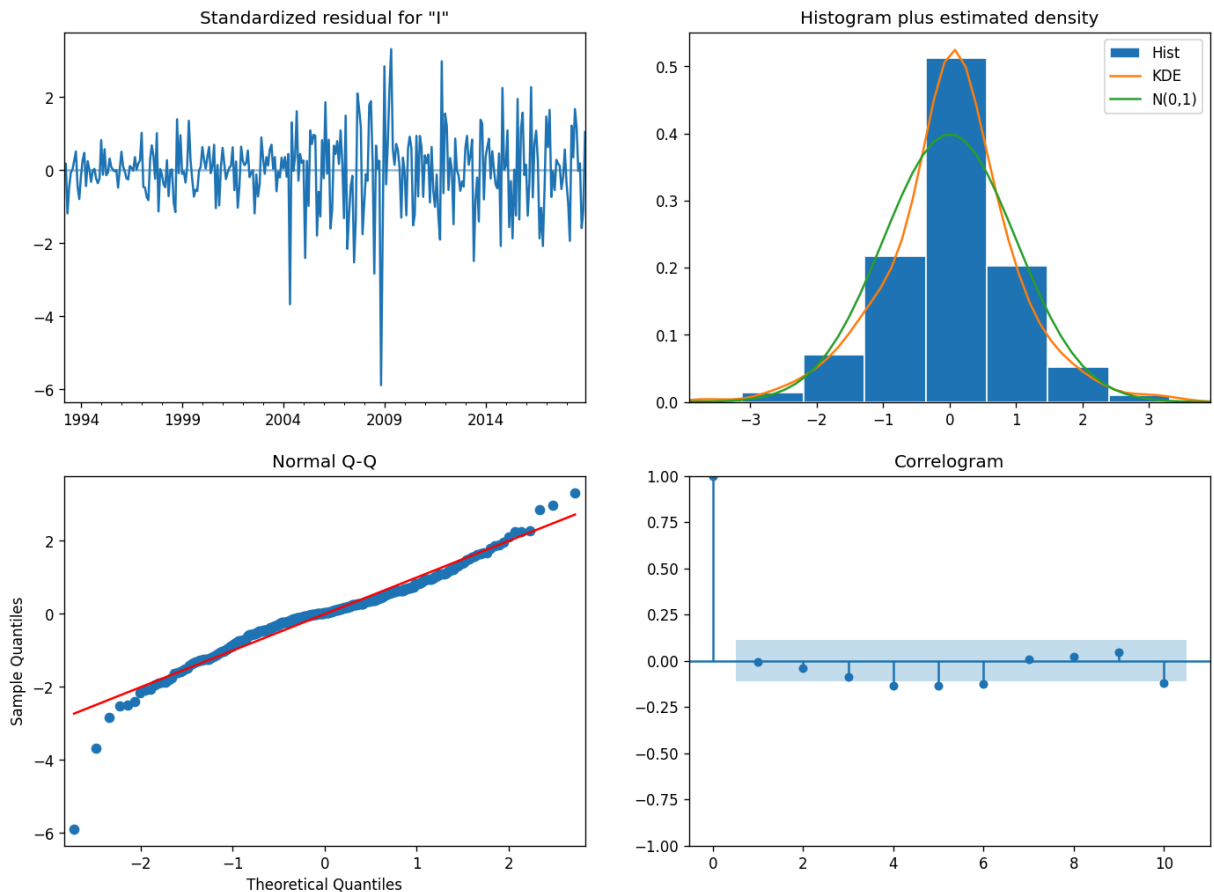 Standardized residual for "I"
2
0
−2
−4
−6
1994 1999 2004 2009 2014
Histogram plus estimated density
Hist
KDE
N(0,1)
0.5
0.4
0.3
0.2
0.1
0.0
−3 −2 −1 0 1 2 3
Normal Q-Q
Sample Quantiles
2
0
−2
−4
−6
−2 −1 0 1 2
Theoretical Quantiles
Correlogram
1.00
0.75
0.50
0.25
0.00
−0.25
−0.50
−0.75
−1.00
0 2 4 6 8 10